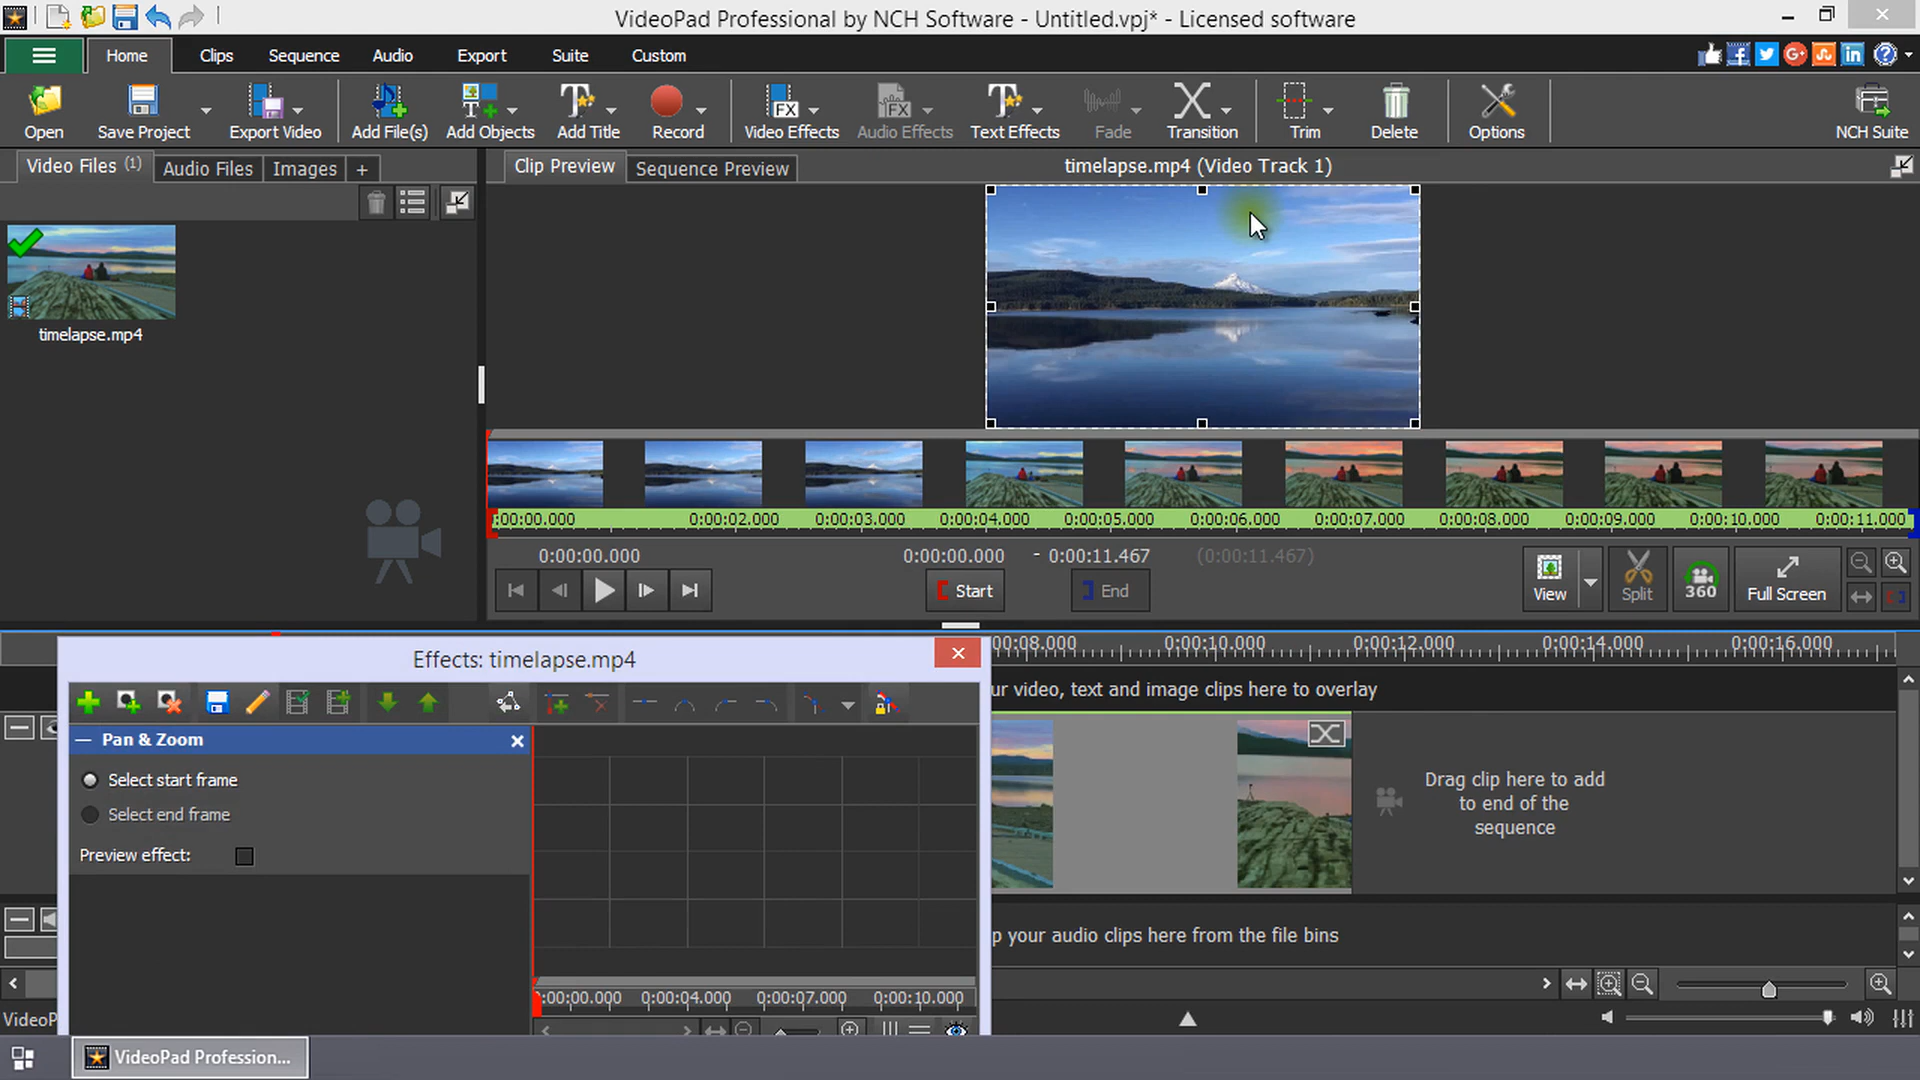 VideoPad Professional by NCH Software - Untitled.vpj* - Licensed software
Home Clips Sequence Audio Export Suite Custom
Open Save Project Export Video Add File(s) Add Objects Add Title Record Video Effects Audio Effects Text Effects Fade Transition Trim Delete Options NCH Suite
Video Files (1) Audio Files Images +
Clip Preview Sequence Preview timelapse.mp4 (Video Track 1)
timelapse.mp4
:00:00.000 0:00:02.000 0:00:03.000 0:00:04.000 0:00:05.000 0:00:06.000 0:00:07.000 0:00:08.000 0:00:09.000 0:00:10.000 0:00:11.000
0:00:00.000 0:00:00.000 - 0:00:11.467 (0:00:11.467)
Start End View Split 360 Full Screen
Effects: timelapse.mp4
:00:08.000 0:00:10.000 0:00:12.000 0:00:14.000 0:00:16.000
ur video, text and image clips here to overlay
Pan & Zoom
Select start frame
Select end frame
Preview effect:
Drag clip here to add
to end of the
sequence
p your audio clips here from the file bins
:00:00.000 0:00:04.000 0:00:07.000 0:00:10.000
VideoP
VideoPad Profession...